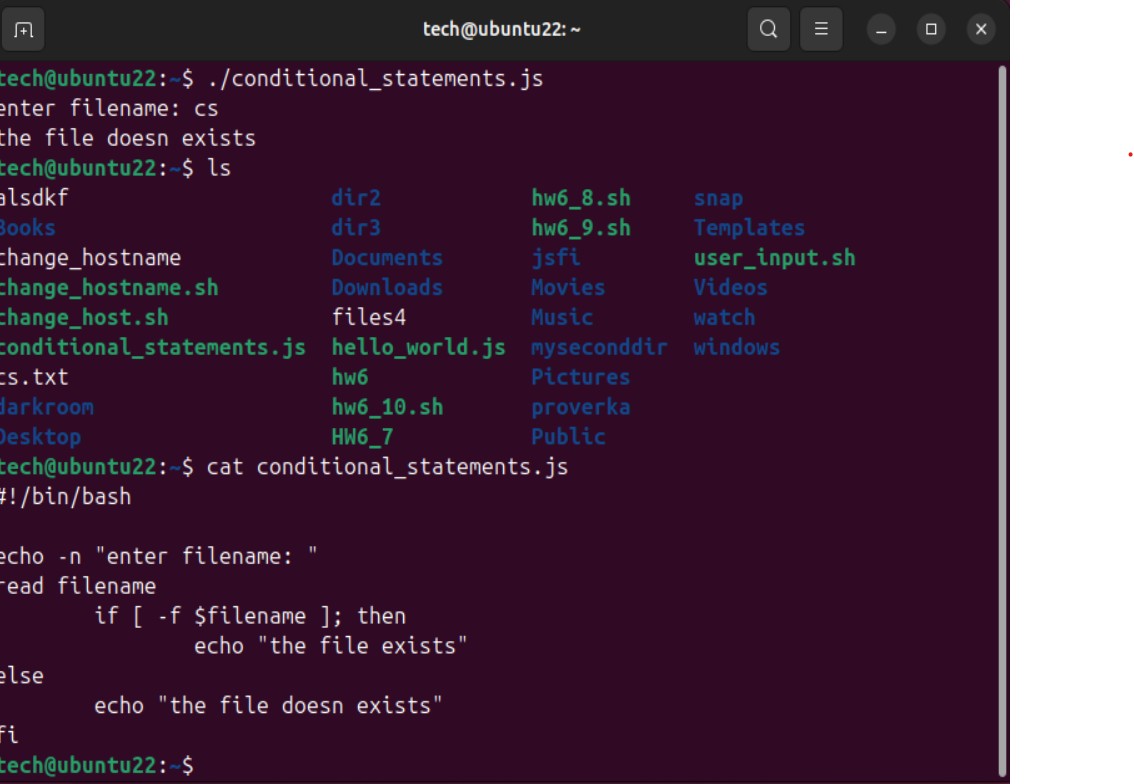 tech@ubuntu22: ~
tech@ubuntu22:~$ ./conditional_statements.js
enter filename: cs
the file doesn exists
tech@ubuntu22:~$ ls
alsdkf dir2 hw6_8.sh snap
Books dir3 hw6_9.sh Templates
change_hostname Documents jsfi user_input.sh
change_hostname.sh Downloads Movies Videos
change_host.sh files4 Music watch
conditional_statements.js hello_world.js myseconddir windows
cs.txt hw6 Pictures
darkroom hw6_10.sh proverka
Desktop HW6_7 Public
tech@ubuntu22:~$ cat conditional_statements.js
#!/bin/bash
echo -n "enter filename: "
read filename
if [ -f $filename ]; then
echo "the file exists"
else
echo "the file doesn exists"
fi
tech@ubuntu22:~$